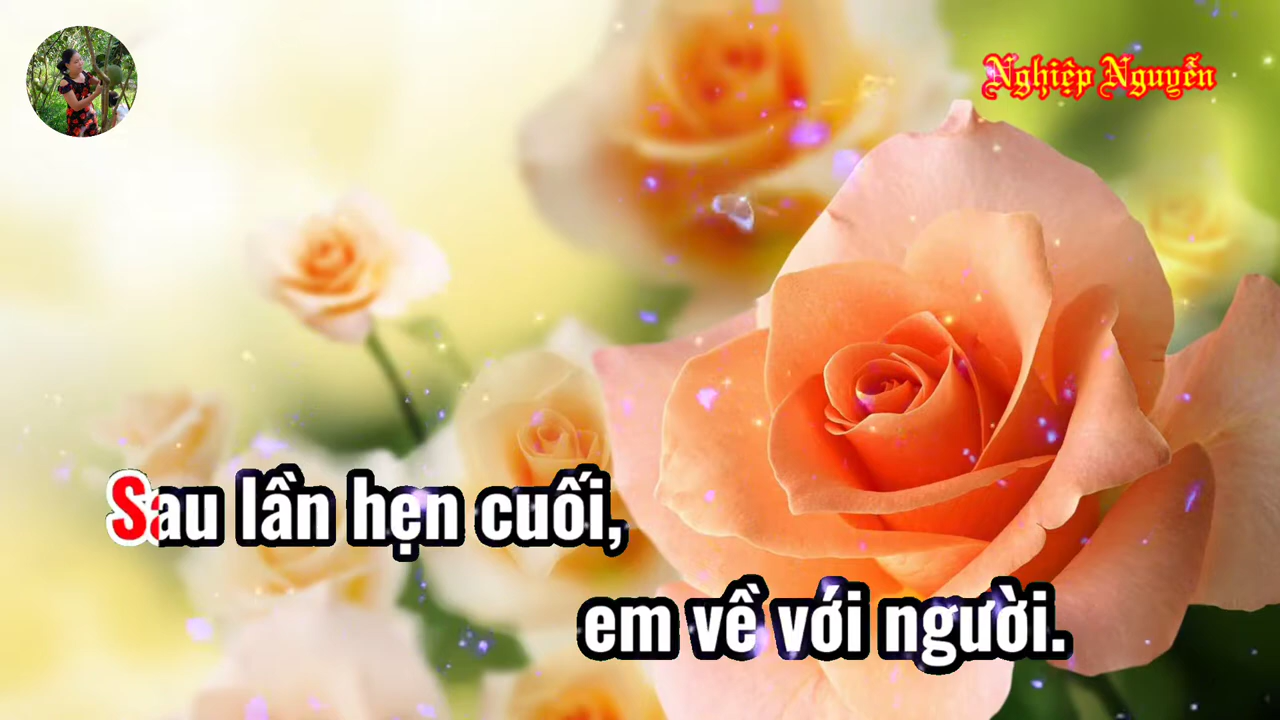 Nghiệp Nguyễn
Sau lần hẹn cuối,
em về với người.